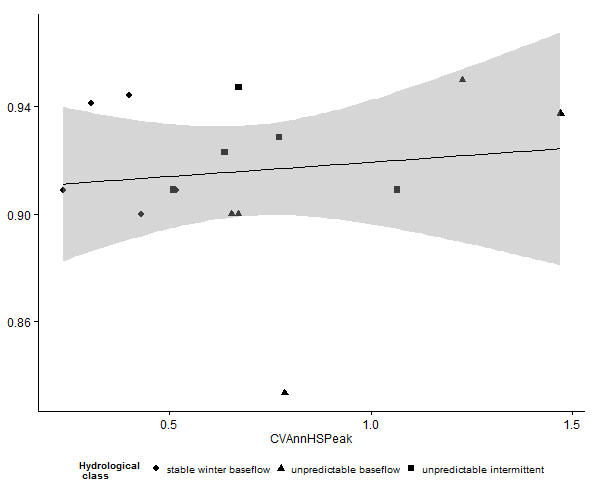 0.94
0.90
0.86
0.5 1.0 1.5
CVAnnHSPeak
Hydrological
class
stable winter baseflow unpredictable baseflow unpredictable intermittent